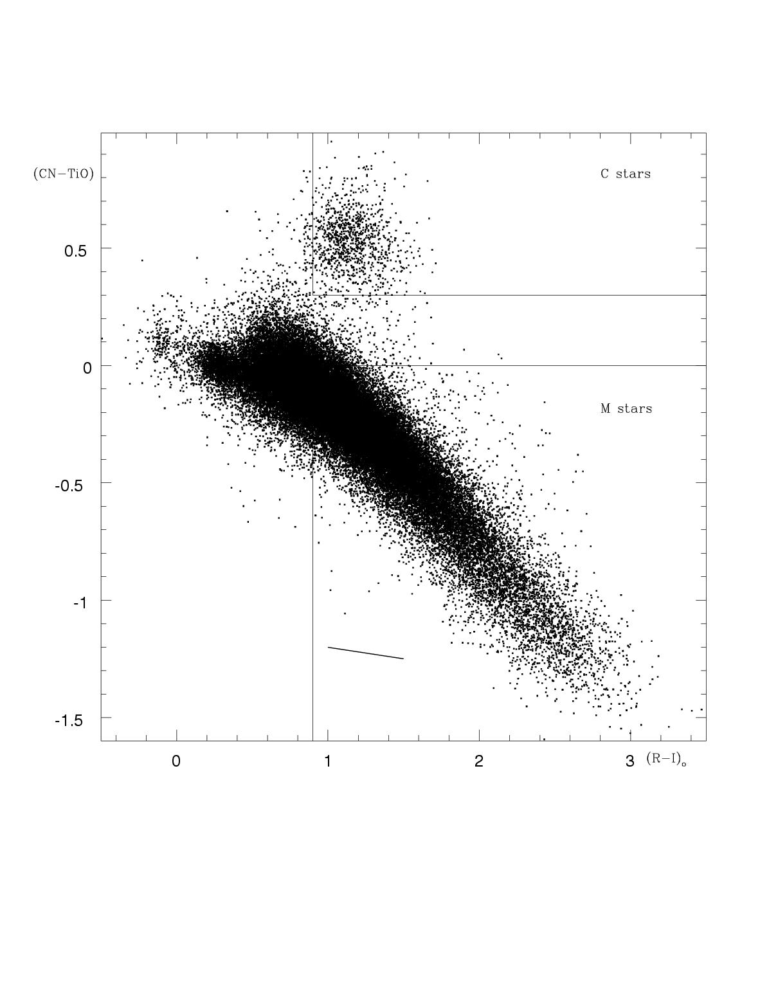 (CN−TiO)
C stars
0.5
0
M stars
-0.5
-1
-1.5
0 1 2 3 (R−I)ₒ